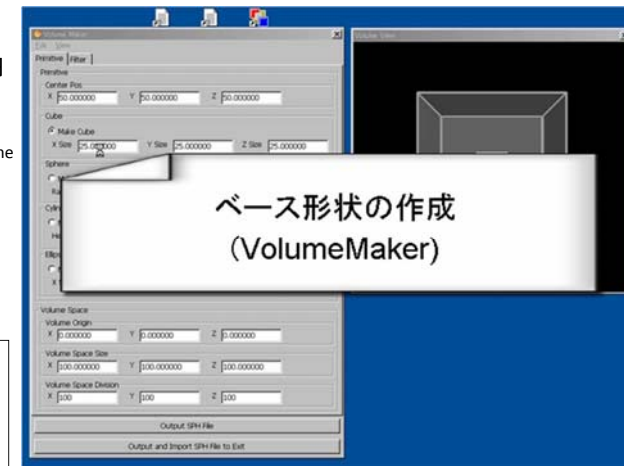 Volume Maker
Edit View
Primitive Filter
Primitive
Center Pos
X 50.000000 Y 50.000000 Z 50.000000
Cube
Make Cube
X Size 25.000000 Y Size 25.000000 Z Size 25.000000
Sphere
ベース形状の作成
(VolumeMaker)
Volume Space
Volume Origin
X 0.000000 Y 0.000000 Z 0.000000
Volume Space Size
X 100.000000 Y 100.000000 Z 100.000000
Volume Space Division
X 100 Y 100 Z 100
Output SPH File
Output and Import SPH File to Exit
Volume View